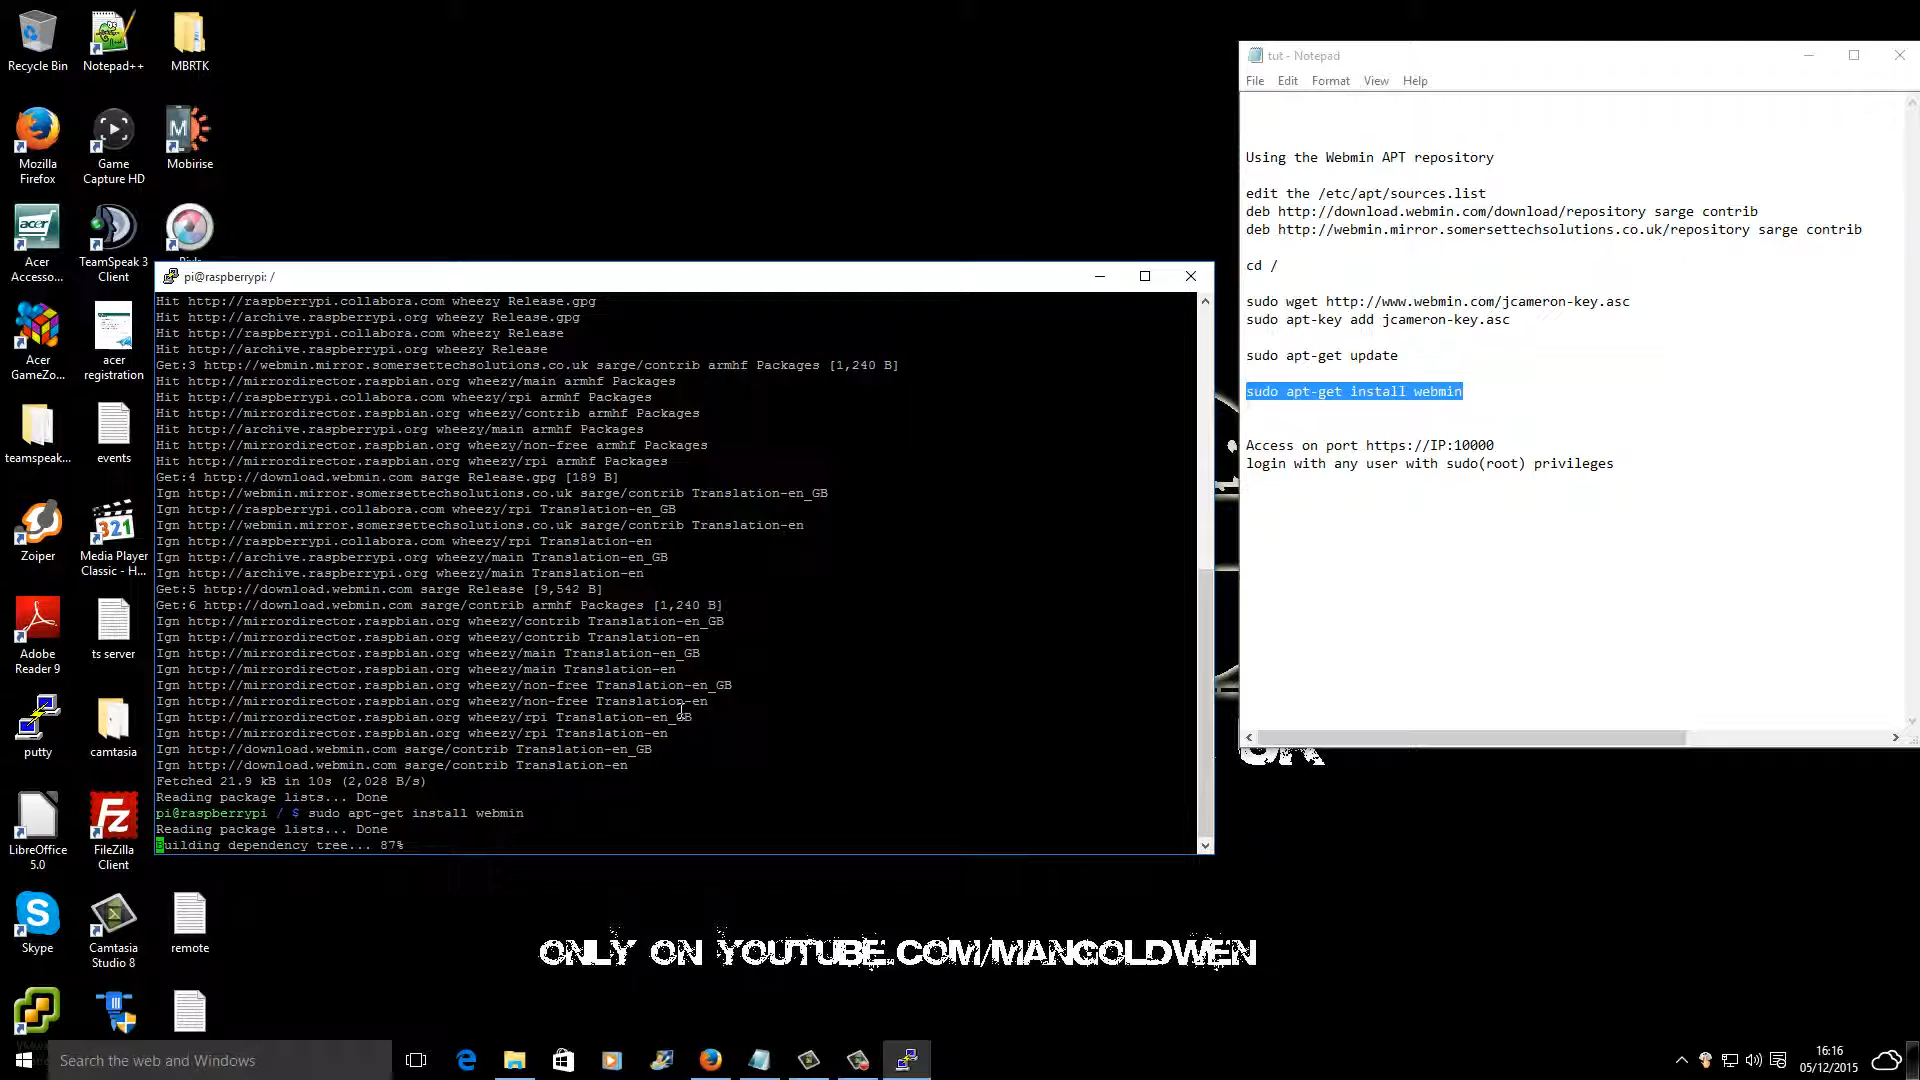 Recycle Bin
Notepad++
MBRTK
Mozilla
Firefox
Game
Capture HD
Mobirise
Acer
Accesso...
TeamSpeak 3
Client
Acer
GameZo...
acer
registration
teamspeak...
events
Zoiper
Media Player
Classic - H...
Adobe
Reader 9
ts server
putty
camtasia
LibreOffice
5.0
FileZilla
Client
Skype
Camtasia
Studio 8
remote
pi@raspberrypi: /
Hit http://raspberrypi.collabora.com wheezy Release.gpg
Hit http://archive.raspberrypi.org wheezy Release.gpg
Hit http://raspberrypi.collabora.com wheezy Release
Hit http://archive.raspberrypi.org wheezy Release
Get:3 http://webmin.mirror.somersettechsolutions.co.uk sarge/contrib armhf Packages [1,240 B]
Hit http://mirrordirector.raspbian.org wheezy/main armhf Packages
Hit http://raspberrypi.collabora.com wheezy/rpi armhf Packages
Hit http://mirrordirector.raspbian.org wheezy/contrib armhf Packages
Hit http://archive.raspberrypi.org wheezy/main armhf Packages
Hit http://mirrordirector.raspbian.org wheezy/non-free armhf Packages
Hit http://mirrordirector.raspbian.org wheezy/rpi armhf Packages
Get:4 http://download.webmin.com sarge Release.gpg [189 B]
Ign http://webmin.mirror.somersettechsolutions.co.uk sarge/contrib Translation-en_GB
Ign http://raspberrypi.collabora.com wheezy/rpi Translation-en_GB
Ign http://webmin.mirror.somersettechsolutions.co.uk sarge/contrib Translation-en
Ign http://raspberrypi.collabora.com wheezy/rpi Translation-en
Ign http://archive.raspberrypi.org wheezy/main Translation-en_GB
Ign http://archive.raspberrypi.org wheezy/main Translation-en
Get:5 http://download.webmin.com sarge Release [9,542 B]
Get:6 http://download.webmin.com sarge/contrib armhf Packages [1,240 B]
Ign http://mirrordirector.raspbian.org wheezy/contrib Translation-en_GB
Ign http://mirrordirector.raspbian.org wheezy/contrib Translation-en
Ign http://mirrordirector.raspbian.org wheezy/main Translation-en_GB
Ign http://mirrordirector.raspbian.org wheezy/main Translation-en
Ign http://mirrordirector.raspbian.org wheezy/non-free Translation-en_GB
Ign http://mirrordirector.raspbian.org wheezy/non-free Translation-en
Ign http://mirrordirector.raspbian.org wheezy/rpi Translation-en_GB
Ign http://mirrordirector.raspbian.org wheezy/rpi Translation-en
Ign http://download.webmin.com sarge/contrib Translation-en_GB
Ign http://download.webmin.com sarge/contrib Translation-en
Fetched 21.9 kB in 10s (2,028 B/s)
Reading package lists... Done
pi@raspberrypi / $ sudo apt-get install webmin
Reading package lists... Done
Building dependency tree... 87%
tut - Notepad
File Edit Format View Help
Using the Webmin APT repository
edit the /etc/apt/sources.list
deb http://download.webmin.com/download/repository sarge contrib
deb http://webmin.mirror.somersettechsolutions.co.uk/repository sarge contrib
cd /
sudo wget http://www.webmin.com/jcameron-key.asc
sudo apt-key add jcameron-key.asc
sudo apt-get update
sudo apt-get install webmin
Access on port https://IP:10000
login with any user with sudo(root) privileges
ONLY ON YOUTUBE.COM/MANGOLDWEN
Search the web and Windows
16:16
05/12/2015